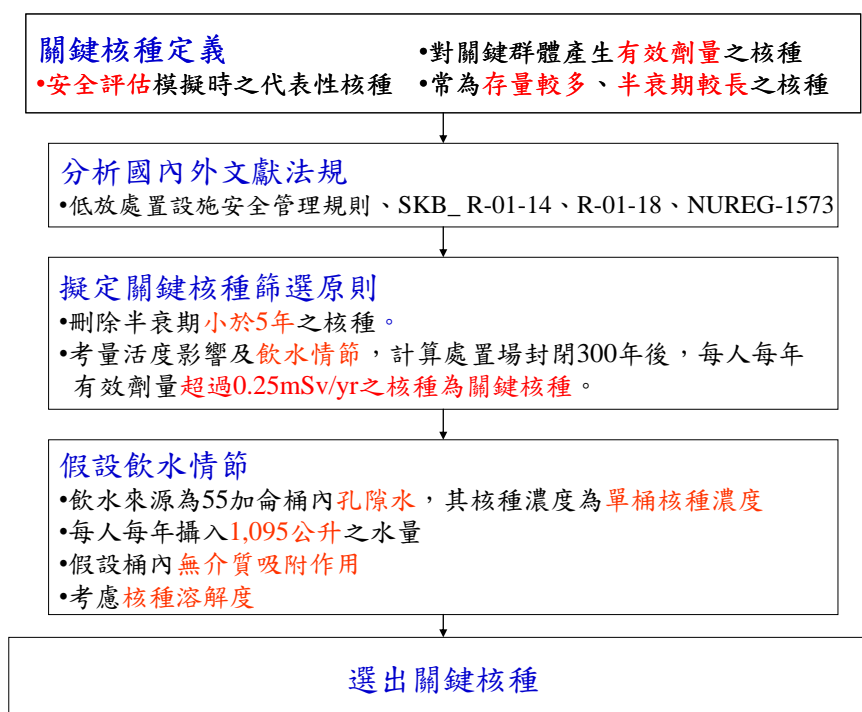 關鍵核種定義
•安全評估模擬時之代表性核種
•對關鍵群體產生有效劑量之核種
•常為存量較多、半衰期較長之核種
分析國內外文獻法規
•低放處置設施安全管理規則、SKB_ R-01-14、R-01-18、NUREG-1573
擬定關鍵核種篩選原則
•刪除半衰期小於5年之核種。
•考量活度影響及飲水情節，計算處置場封閉300年後，每人每年
有效劑量超過0.25mSv/yr之核種為關鍵核種。
假設飲水情節
•飲水來源為55加侖桶內孔隙水，其核種濃度為單桶核種濃度
•每人每年攝入1,095公升之水量
•假設桶內無介質吸附作用
•考慮核種溶解度
選出關鍵核種